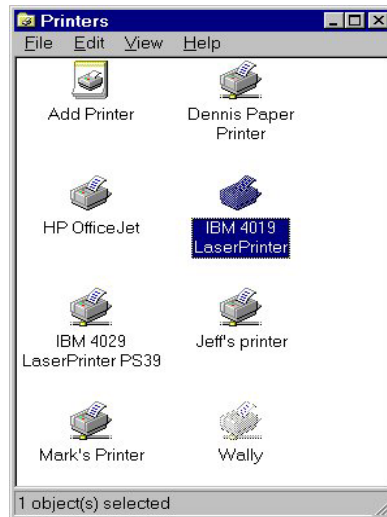 Printers
File Edit View Help
Add Printer
Dennis Paper
Printer
HP OfficeJet
IBM 4019
LaserPrinter
IBM 4029
LaserPrinter PS39
Jeff's printer
Mark's Printer
Wally
1 object(s) selected